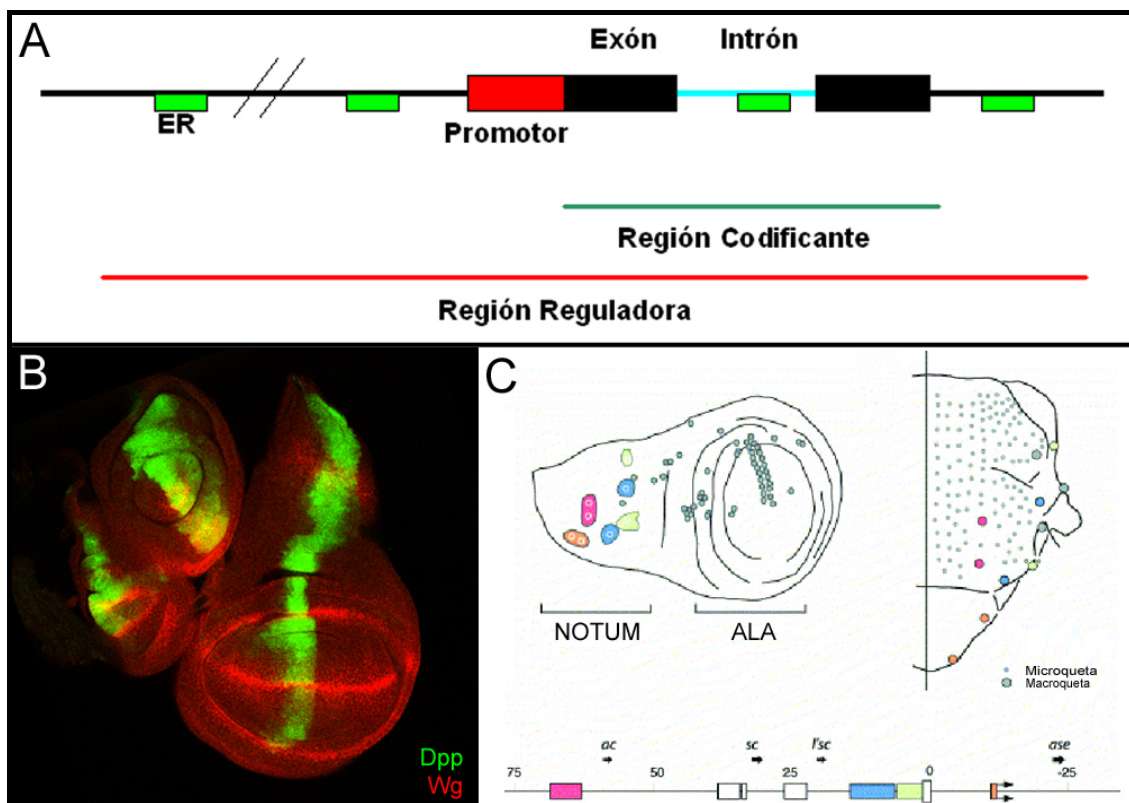 A
Exón Intrón
ER
Promotor
Región Codificante
Región Reguladora
B
Dpp
Wg
C
NOTUM ALA
Microqueta
Macroqueta
ac sc l'sc ase
75 50 25 0 -25